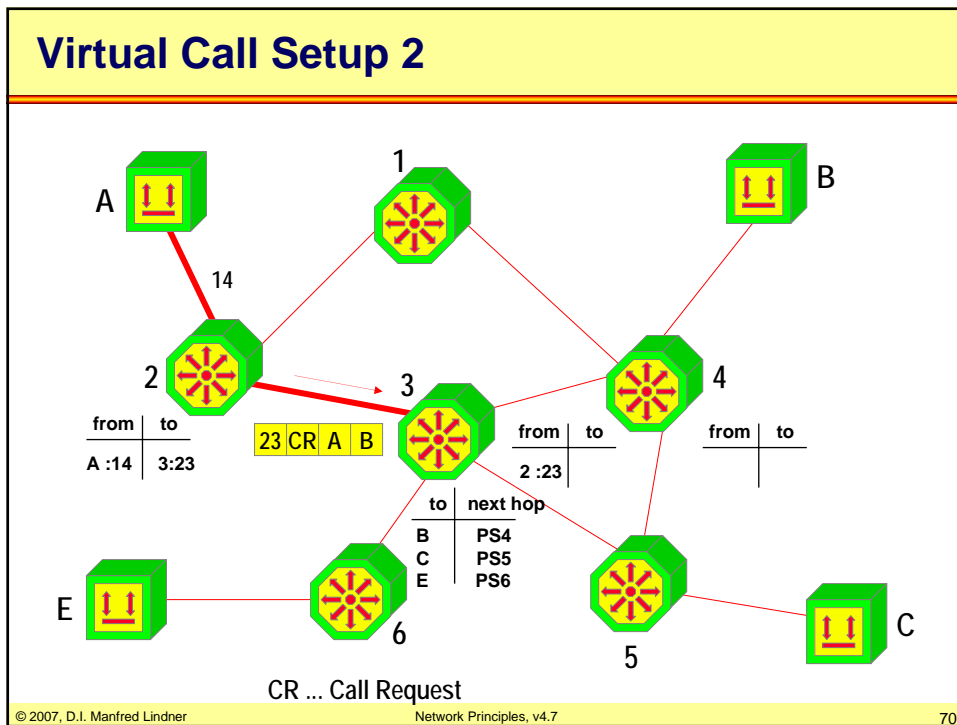 Virtual Call Setup 2
A
1
B
14
2
3
4
from to
A :14 3:23
23 CR A B
from to
2 :23
from to
to next hop
B PS4
C PS5
E PS6
E
6
5
C
CR ... Call Request
© 2007, D.I. Manfred Lindner Network Principles, v4.7 70